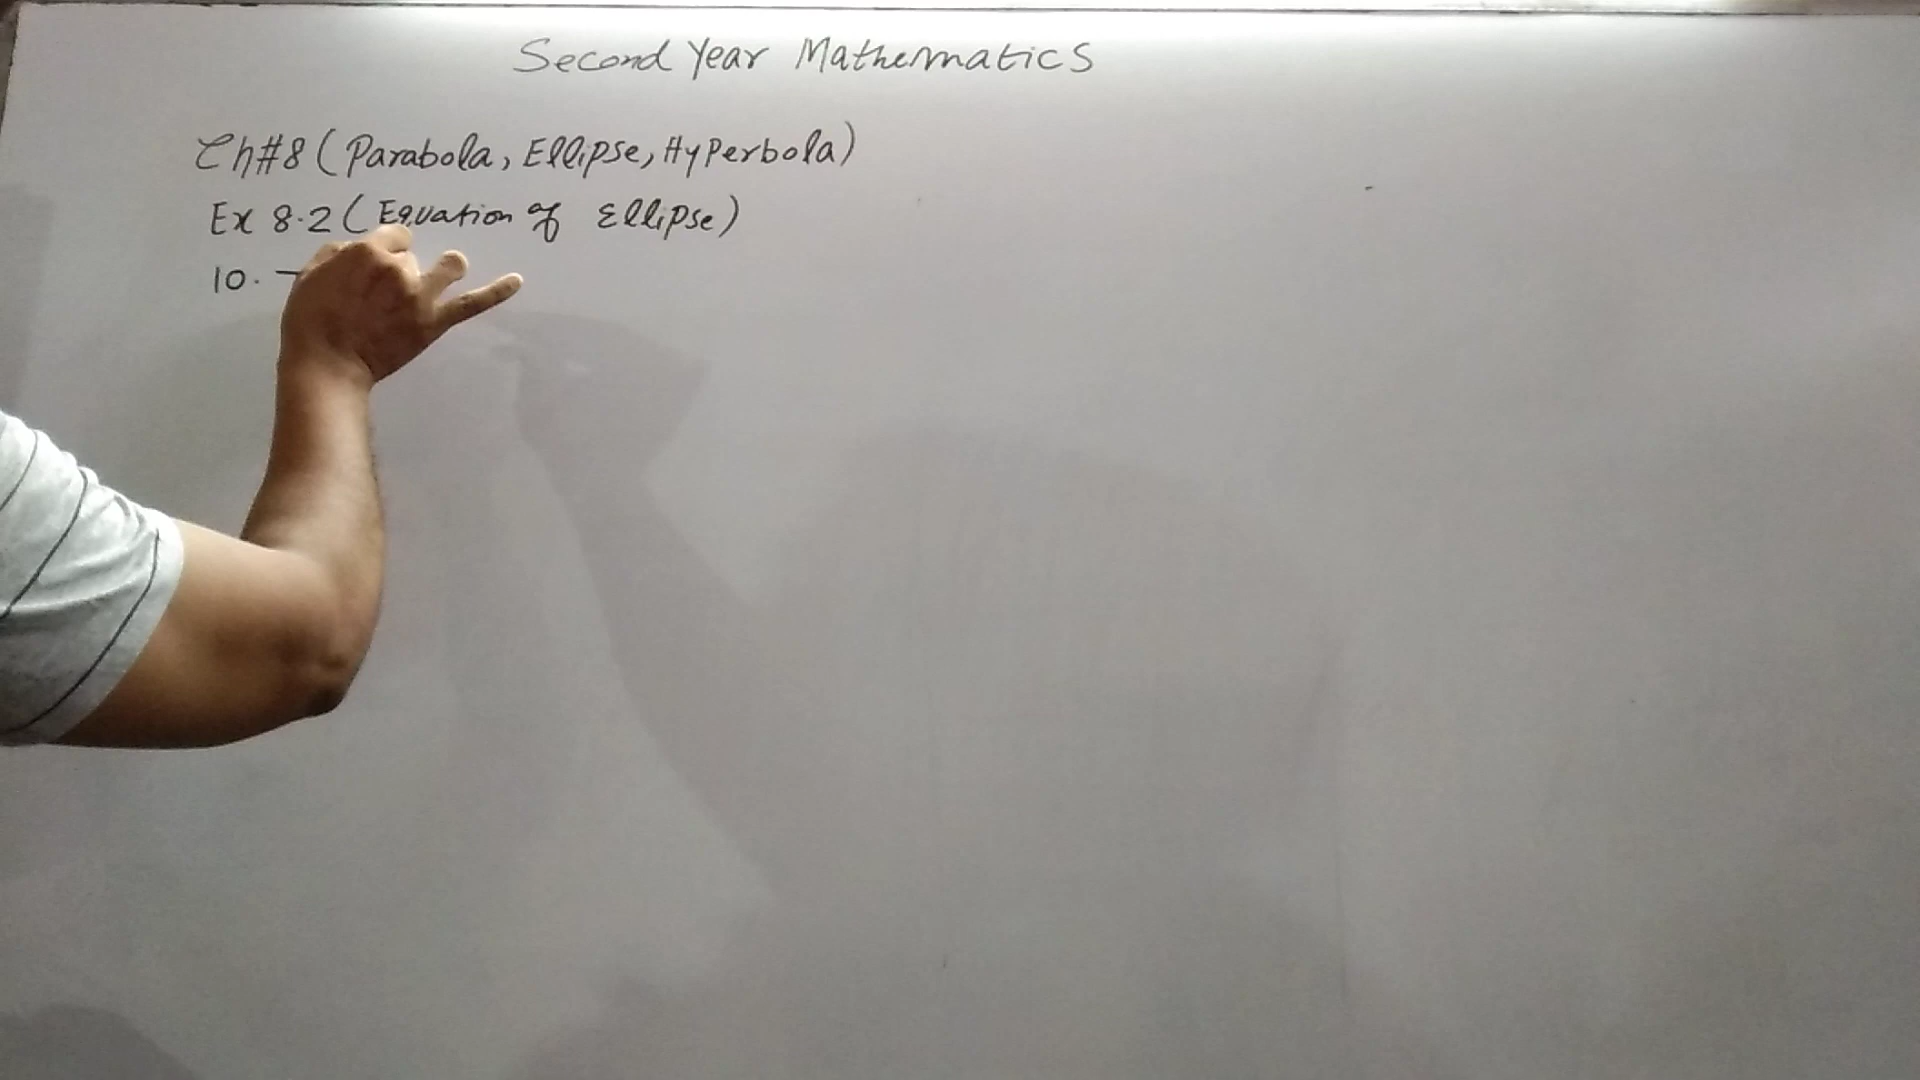 Second Year Mathematics
Ch#8 (Parabola, Ellipse, Hyperbola)
Ex 8.2 (Equation of Ellipse)
10.